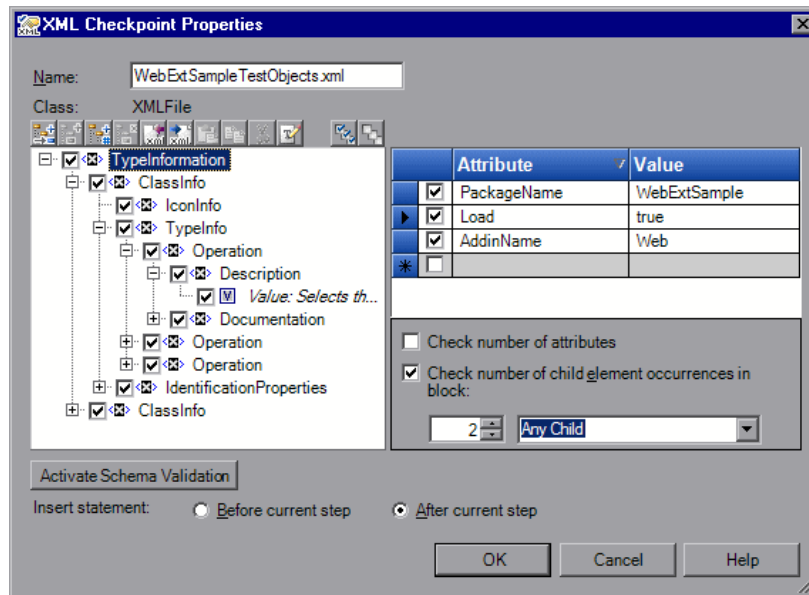 XML Checkpoint Properties
Name: WebExtSampleTestObjects.xml
Class: XMLFile
TypeInformation
ClassInfo
IconInfo
TypeInfo
Operation
Description
Value: Selects th...
Documentation
Operation
Operation
IdentificationProperties
ClassInfo
Attribute Value
PackageName WebExtSample
Load true
AddinName Web
Check number of attributes
Check number of child element occurrences in
block:
2 Any Child
Activate Schema Validation
Insert statement: Before current step After current step
OK Cancel Help